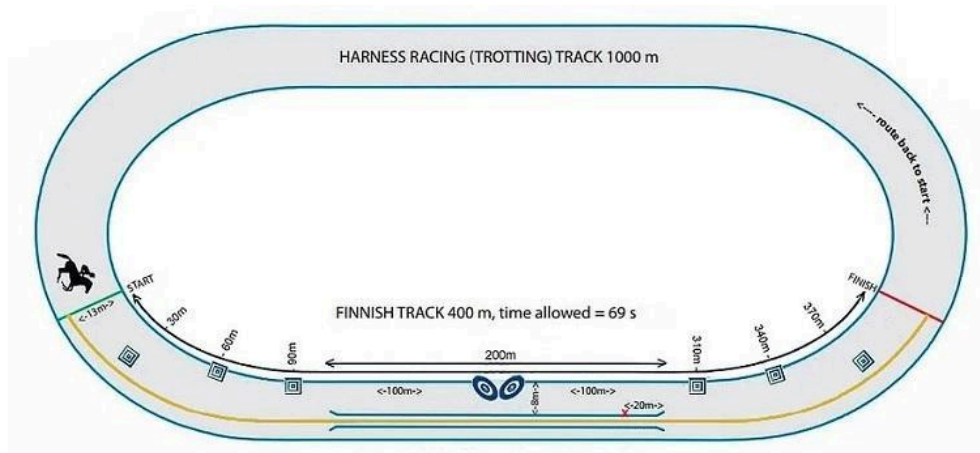 HARNESS RACING (TROTTING) TRACK 1000 m
<---- route back to start <---
START
FINISH
<-13m->
30m
60m
90m
FINNISH TRACK 400 m, time allowed = 69 s
200m
310m
340m
370m
<-100m->
<-8m->
<-100m->
x
<-20m->